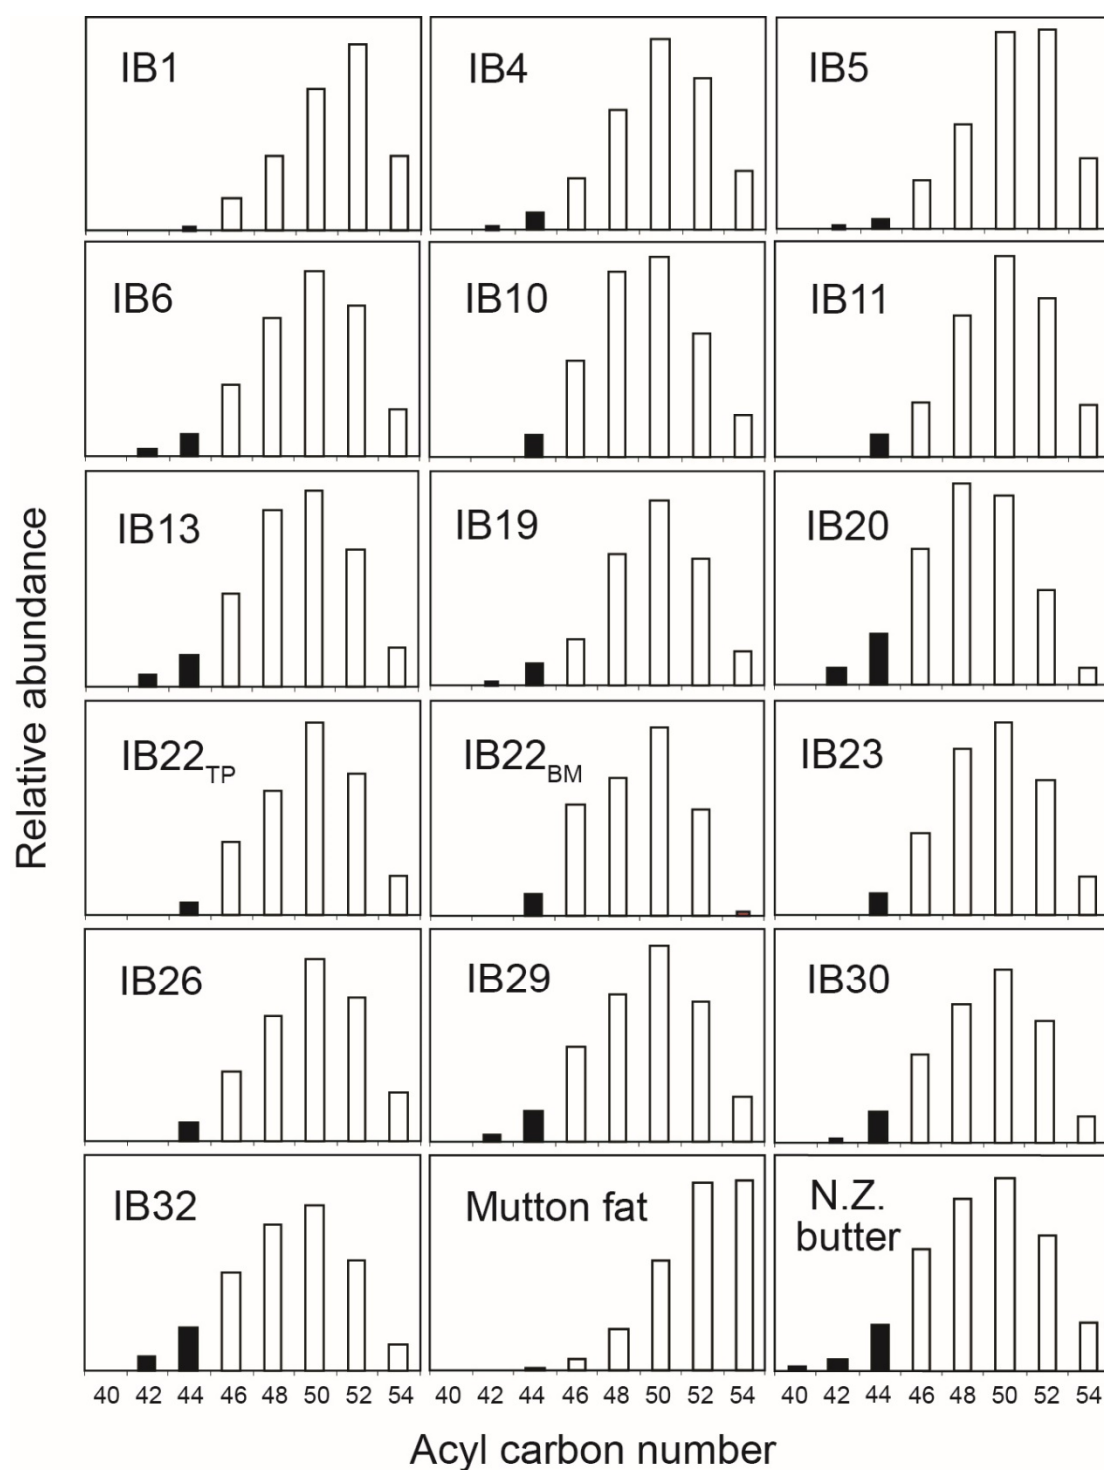 IB1
IB4
IB5
IB6
IB10
IB11
IB13
IB19
IB20
IB22TP
IB22BM
IB23
IB26
IB29
IB30
IB32
Mutton fat
N.Z.
butter
Relative abundance
40 42 44 46 48 50 52 54
40 42 44 46 48 50 52 54
40 42 44 46 48 50 52 54
Acyl carbon number